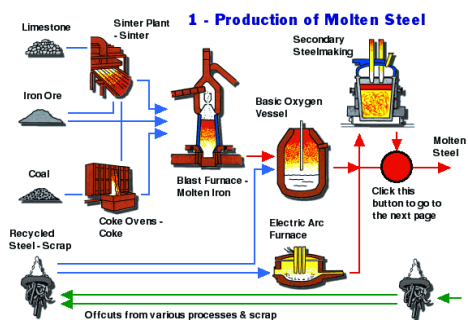 1 - Production of Molten Steel
Limestone
Sinter Plant
- Sinter
Secondary
Steelmaking
Iron Ore
Basic Oxygen
Vessel
Molten
Steel
Coal
Blast Furnace -
Molten Iron
Click this
button to go to
the next page
Coke Ovens -
Coke
Recycled
Steel - Scrap
Electric Arc
Furnace
Offcuts from various processes & scrap